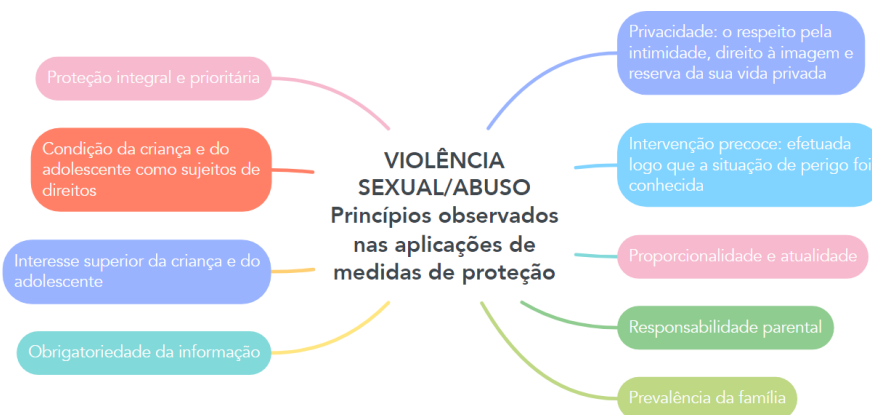 VIOLÊNCIA
SEXUAL/ABUSO
Princípios observados
nas aplicações de
medidas de proteção
Proteção integral e prioritária
Condição da criança e do
adolescente como sujeitos de
direitos
Interesse superior da criança e do
adolescente
Obrigatoriedade da informação
Privacidade: o respeito pela
intimidade, direito à imagem e
reserva da sua vida privada
Intervenção precoce: efetuada
logo que a situação de perigo foi
conhecida
Proporcionalidade e atualidade
Responsabilidade parental
Prevalência da família